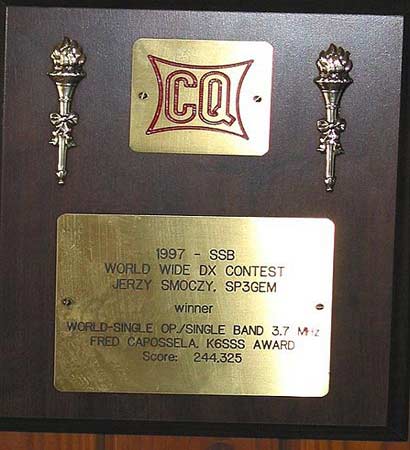 CQ
1997 - SSB
WORLD WIDE DX CONTEST
JERZY SMOCZY, SP3GEM
winner
WORLD-SINGLE OP./SINGLE BAND 3.7 MHz
FRED CAPOSSELA, K6SSS AWARD
Score: 244,325